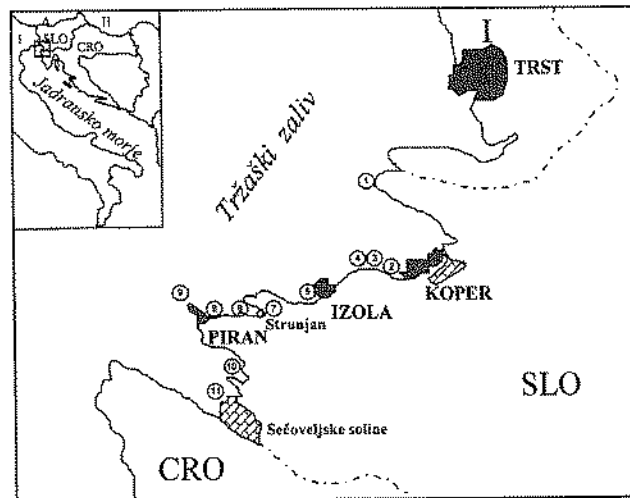 A
H
I
SLO
CRO
Jadransko morje
I
TRST
Tržaški zaliv
1
4
3
2
KOPER
5
IZOLA
9
8
6
7
Strunjan
PIRAN
10
11
SLO
Sečoveljske soline
CRO